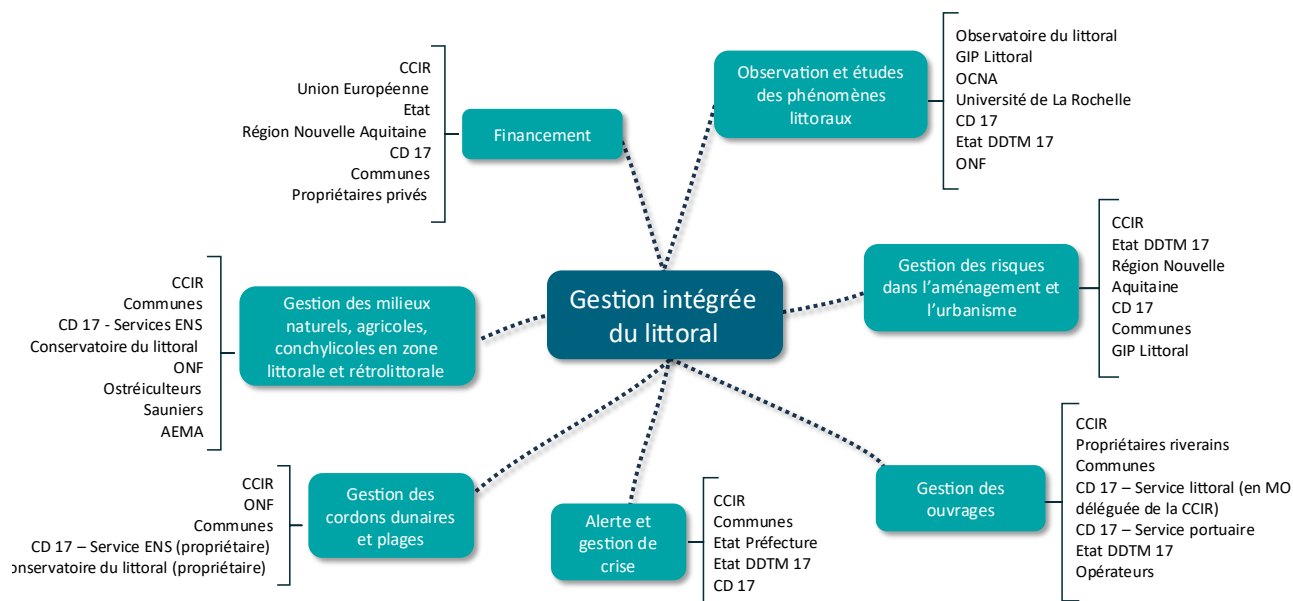 CCIR
Union Européenne
Etat
Région Nouvelle Aquitaine
CD 17
Communes
Propriétaires privés
Financement
Observation et études
des phénomènes
littoraux
Observatoire du littoral
GIP Littoral
OCNA
Université de La Rochelle
CD 17
Etat DDTM 17
ONF
CCIR
Communes
CD 17 - Services ENS
Conservatoire du littoral
ONF
Ostréiculteurs
Sauniers
AEMA
Gestion des milieux
naturels, agricoles,
conchylicoles en zone
littorale et rétrolittorale
Gestion intégrée
du littoral
Gestion des risques
dans l'aménagement et
l'urbanisme
CCIR
Etat DDTM 17
Région Nouvelle
Aquitaine
CD 17
Communes
GIP Littoral
CCIR
ONF
Communes
CD 17 – Service ENS (propriétaire)
onservatoire du littoral (propriétaire)
Gestion des
cordons dunaires
et plages
Alerte et
gestion de
crise
CCIR
Communes
Etat Préfecture
Etat DDTM 17
CD 17
Gestion des
ouvrages
CCIR
Propriétaires riverains
Communes
CD 17 – Service littoral (en MO
déléguée de la CCIR)
CD 17 – Service portuaire
Etat DDTM 17
Opérateurs